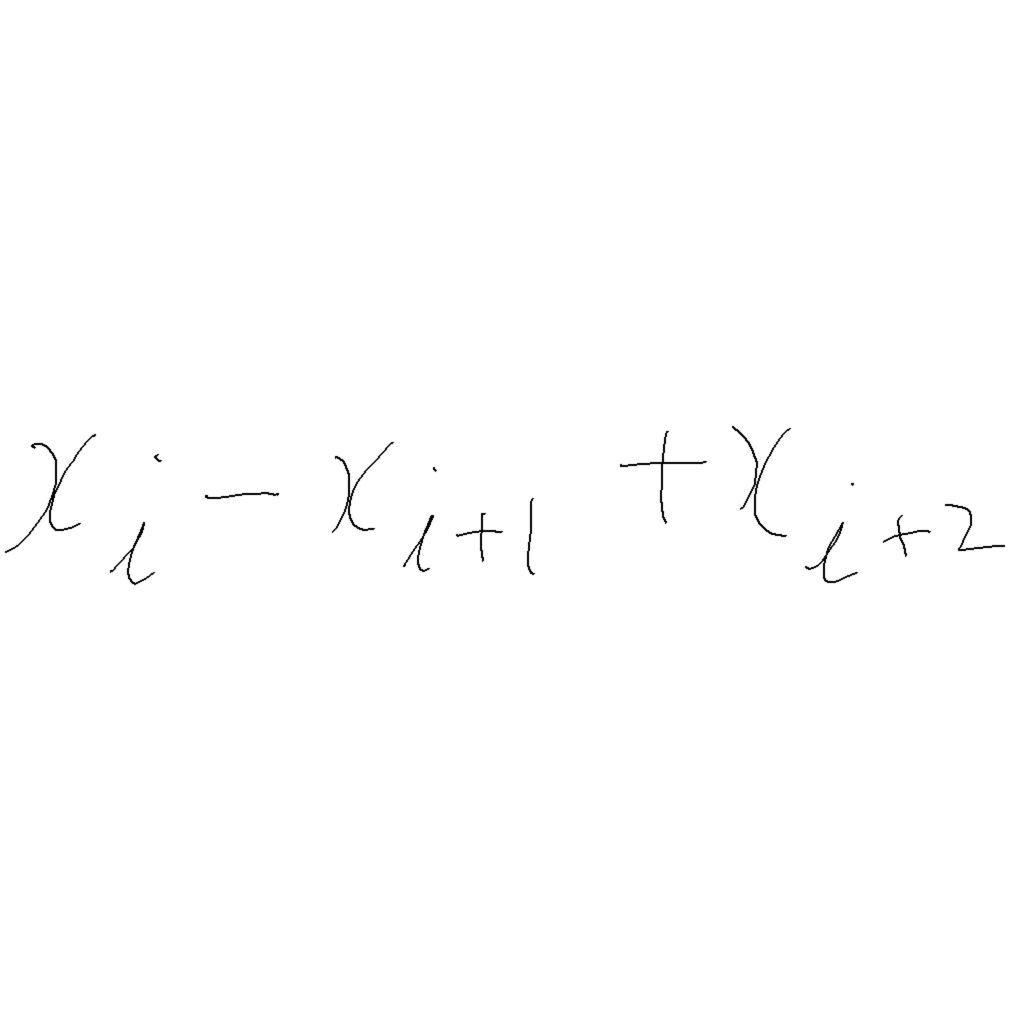 x_i - x_{i+1} + x_{i+2}